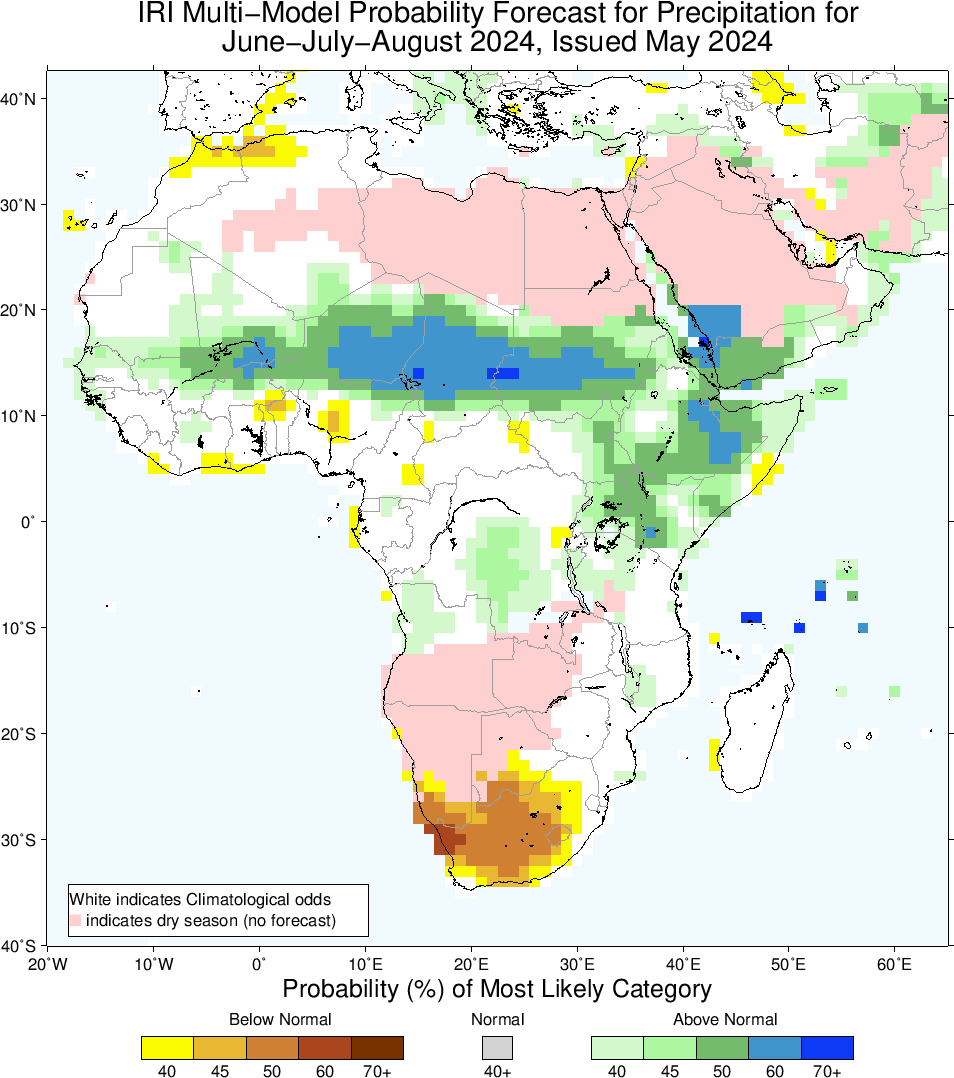 IRI Multi−Model Probability Forecast for Precipitation for
June−July−August 2024, Issued May 2024
40˚N
30˚N
20˚N
10˚N
0˚
10˚S
20˚S
30˚S
40˚S
White indicates Climatological odds
indicates dry season (no forecast)
20˚W 10˚W 0˚ 10˚E 20˚E 30˚E 40˚E 50˚E 60˚E
Probability (%) of Most Likely Category
Below Normal Normal Above Normal
40 45 50 60 70+ 40+ 40 45 50 60 70+